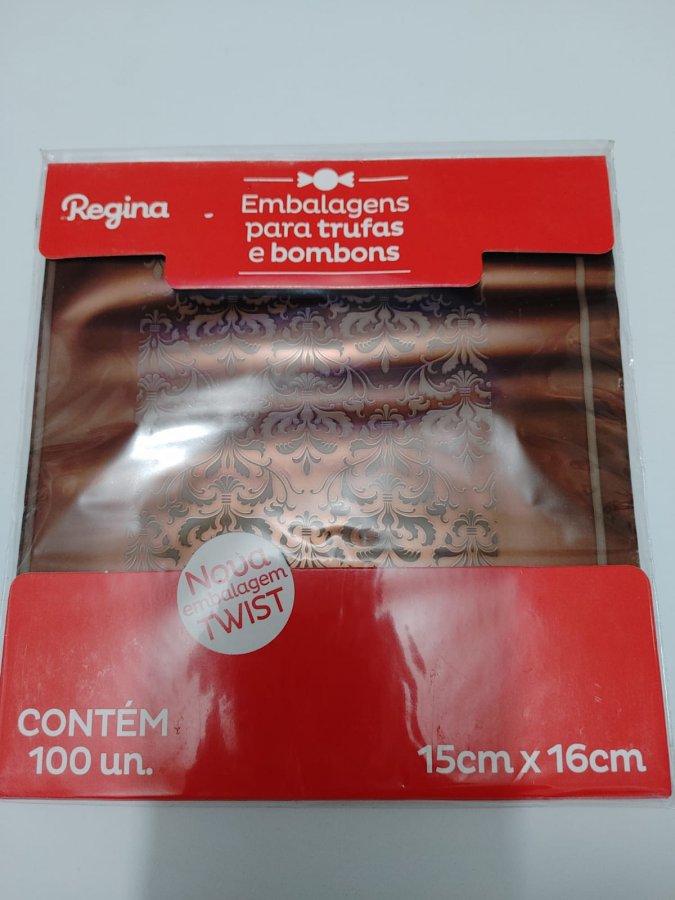 Regina
Embalagens
para trufas
e bombons
Nova
embalagem
TWIST
CONTÉM
100 un.
15cm x 16cm